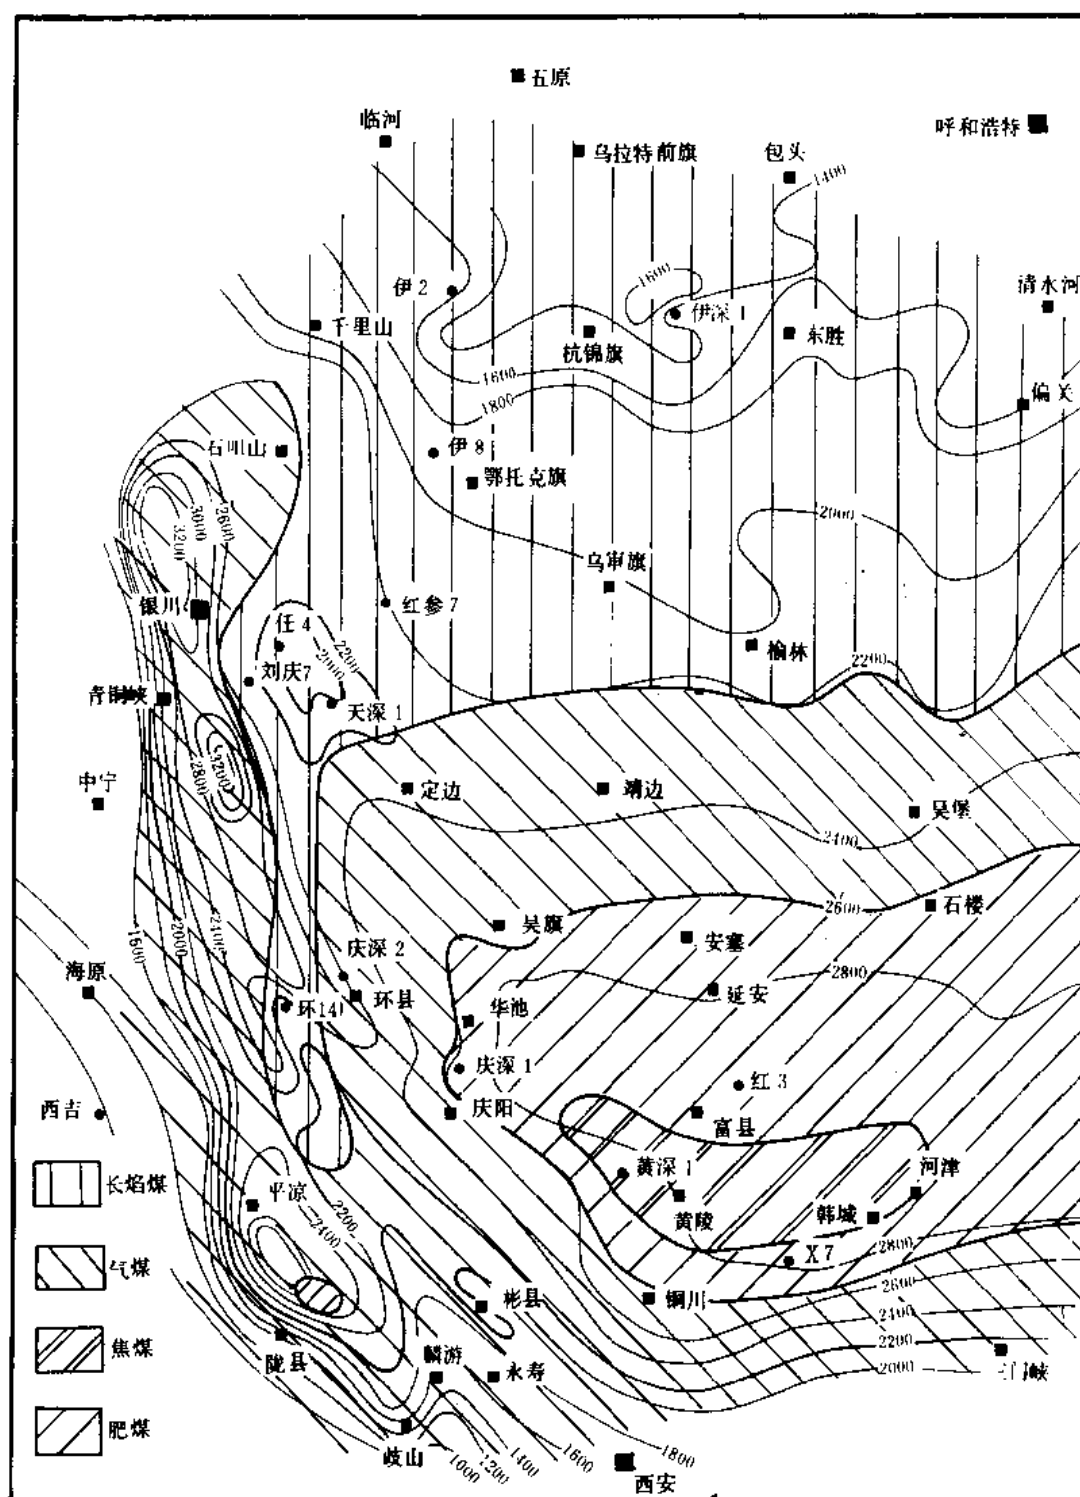 五原
临河
呼和浩特
乌拉特前旗
包头
1400
1600
伊2
清水河
伊深1
千里山
东胜
杭锦旗
1600
偏关
1800
石咀山
伊8
鄂托克旗
2600
3000
3200
2000
乌审旗
银川
红参7
任4
2200
2000
榆林
2200
刘庆7
青铜峡
天深1
3200
2800
中宁
定边
靖边
吴堡
2400
2600
石楼
吴旗
安塞
1600
2000
2400
庆深2
2800
海原
环14
环县
延安
华池
庆深1
红3
西吉
庆阳
富县
黄深1
河津
长焰煤
平凉
2200
2400
黄陵
韩城
X7
2800
气煤
彬县
铜川
2600
2400
焦煤
陇县
麟游
永寿
2200
2000
三门峡
肥煤
岐山
1000
1200
1400
1600
1800
西安